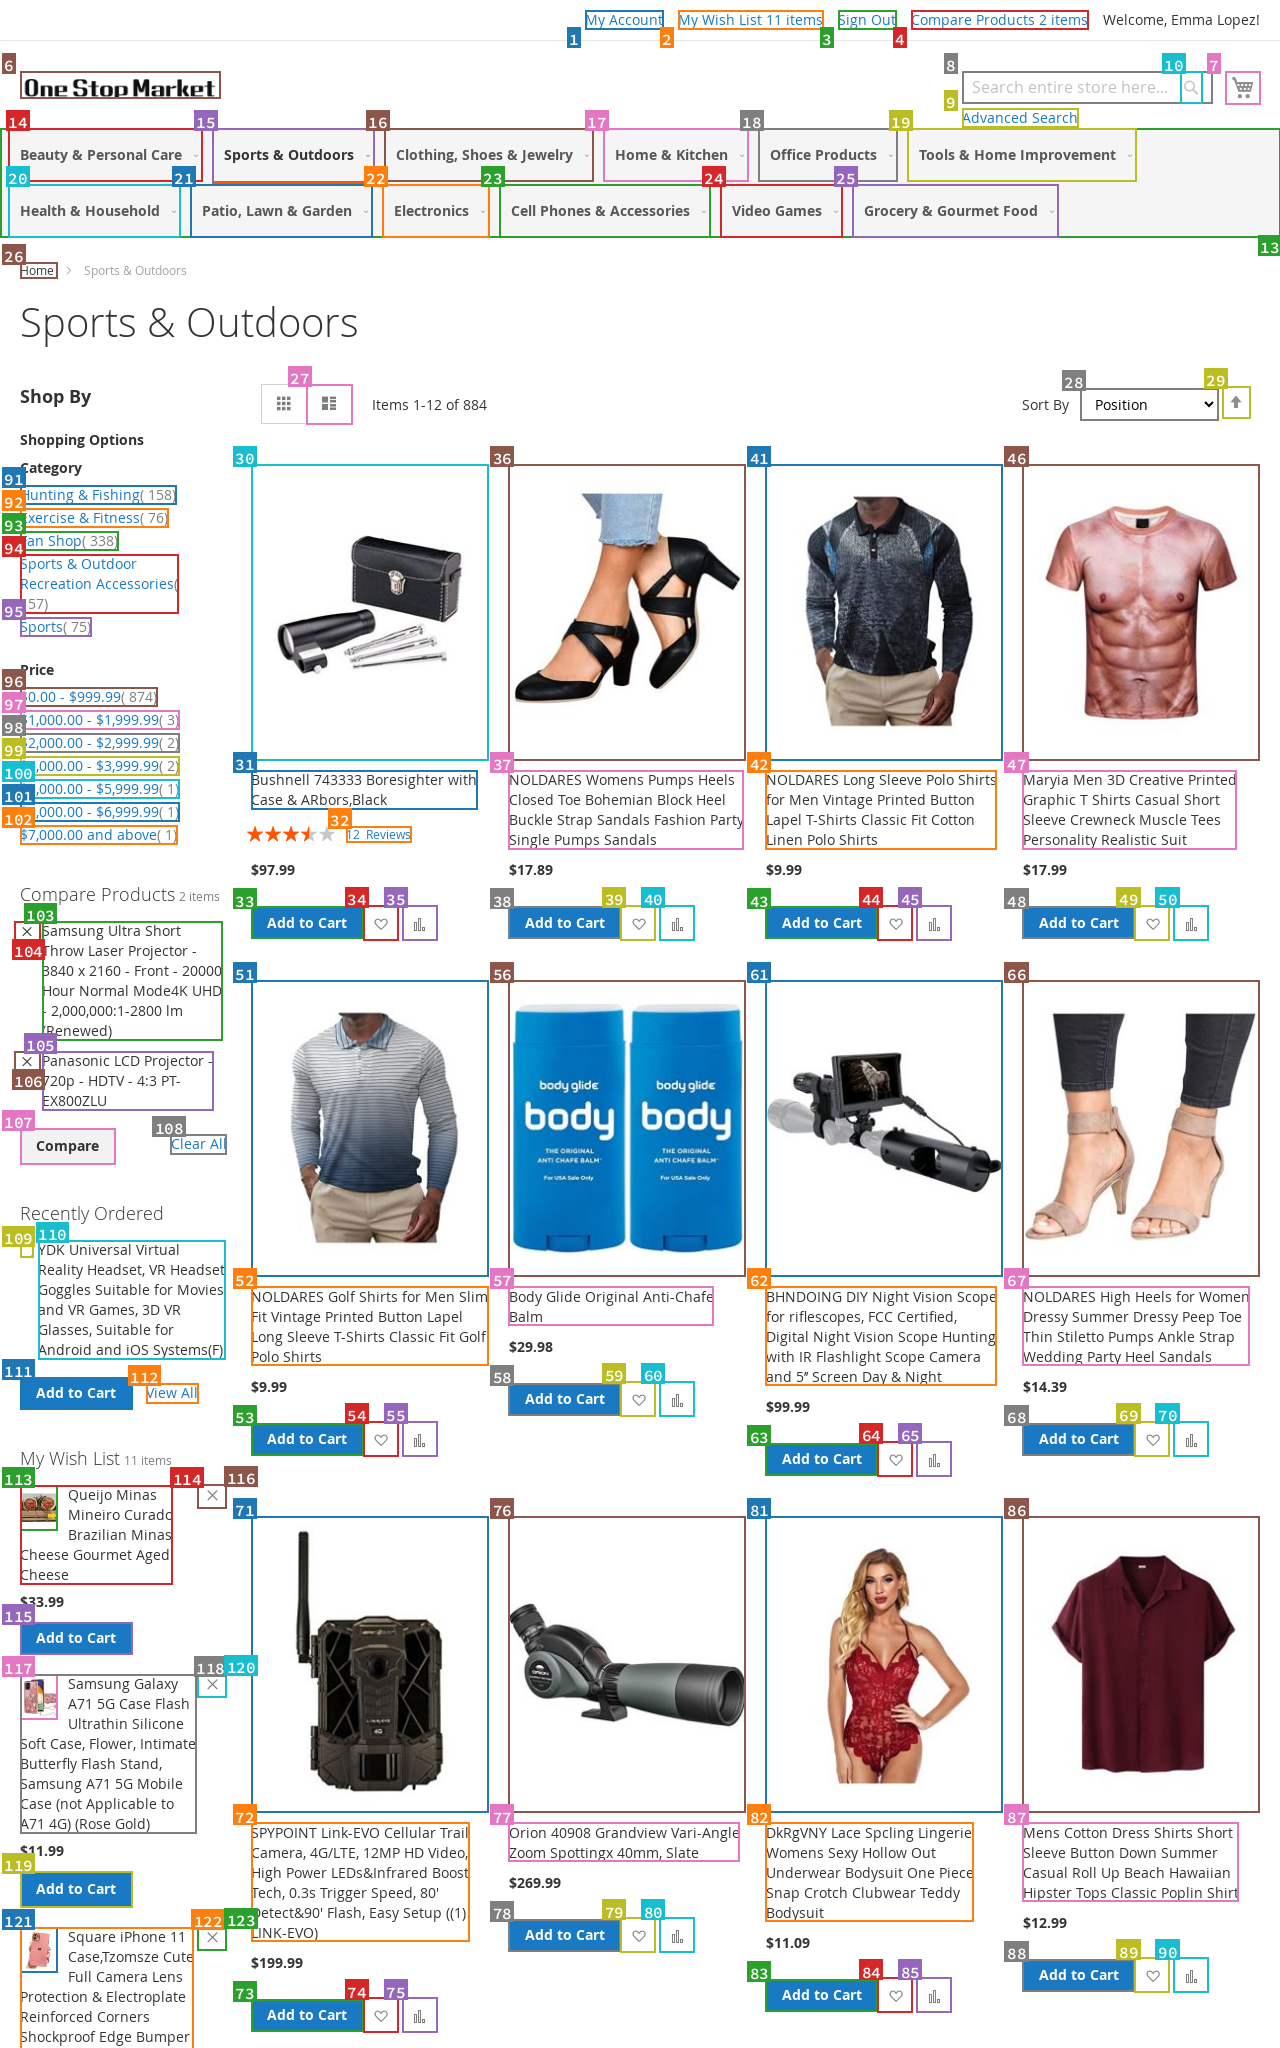 My Account My Wish List 11 items Sign Out Compare Products 2 items Welcome, Emma Lopez!
1 2 3 4
6 8 10 7
One Stop Market Search entire store here...
9
Advanced Search
14 15 16 17 18 19
Beauty & Personal Care Sports & Outdoors Clothing, Shoes & Jewelry Home & Kitchen Office Products Tools & Home Improvement
20 21 22 23 24 25
Health & Household Patio, Lawn & Garden Electronics Cell Phones & Accessories Video Games Grocery & Gourmet Food
26 13
Home Sports & Outdoors
Sports & Outdoors
Shop By
27 28 29
Items 1-12 of 884 Sort By Position
Shopping Options
Category
91
Hunting & Fishing( 158)
92
Exercise & Fitness( 76)
93
Fan Shop( 338)
94
Sports & Outdoor
Recreation Accessories(
57)
95
Sports( 75)
Price
96
$0.00 - $999.99( 874)
97
$1,000.00 - $1,999.99( 3)
98
$2,000.00 - $2,999.99( 2)
99
,000.00 - $3,999.99( 2)
100
,000.00 - $5,999.99( 1)
101
,000.00 - $6,999.99( 1)
102
$7,000.00 and above( 1)
Compare Products 2 items
103
104
Samsung Ultra Short
Throw Laser Projector -
3840 x 2160 - Front - 20000
Hour Normal Mode4K UHD
- 2,000,000:1-2800 lm
(Renewed)
105
106
Panasonic LCD Projector -
720p - HDTV - 4:3 PT-
EX800ZLU
107 108
Compare Clear All
Recently Ordered
109 110
YDK Universal Virtual
Reality Headset, VR Headset
Goggles Suitable for Movies
and VR Games, 3D VR
Glasses, Suitable for
Android and iOS Systems(F)
111 112
Add to Cart View All
My Wish List 11 items
113 114 116
Queijo Minas
Mineiro Curado
Brazilian Minas
Cheese Gourmet Aged
Cheese
$33.99
115
Add to Cart
117 118 120
Samsung Galaxy
A71 5G Case Flash
Ultrathin Silicone
Soft Case, Flower, Intimate
Butterfly Flash Stand,
Samsung A71 5G Mobile
Case (not Applicable to
A71 4G) (Rose Gold)
$11.99
119
Add to Cart
121 122 123
Square iPhone 11
Case,Tzomsze Cute
Full Camera Lens
Protection & Electroplate
Reinforced Corners
Shockproof Edge Bumper
30
31
Bushnell 743333 Boresighter with
Case & ARbors,Black
32
12 Reviews
$97.99
33 34 35
Add to Cart
36
37
NOLDARES Womens Pumps Heels
Closed Toe Bohemian Block Heel
Buckle Strap Sandals Fashion Party
Single Pumps Sandals
$17.89
38 39 40
Add to Cart
41
42
NOLDARES Long Sleeve Polo Shirts
for Men Vintage Printed Button
Lapel T-Shirts Classic Fit Cotton
Linen Polo Shirts
$9.99
43 44 45
Add to Cart
46
47
Maryia Men 3D Creative Printed
Graphic T Shirts Casual Short
Sleeve Crewneck Muscle Tees
Personality Realistic Suit
$17.99
48 49 50
Add to Cart
51
52
NOLDARES Golf Shirts for Men Slim
Fit Vintage Printed Button Lapel
Long Sleeve T-Shirts Classic Fit Golf
Polo Shirts
$9.99
53 54 55
Add to Cart
56
body glide body glide
body body
THE ORIGINAL THE ORIGINAL
ANTI CHAFE BALM ANTI CHAFE BALM
For USA Sale Only For USA Sale Only
57
Body Glide Original Anti-Chafe
Balm
$29.98
58 59 60
Add to Cart
61
62
BHNDOING DIY Night Vision Scope
for riflescopes, FCC Certified,
Digital Night Vision Scope Hunting
with IR Flashlight Scope Camera
and 5” Screen Day & Night
$99.99
63 64 65
Add to Cart
66
67
NOLDARES High Heels for Women
Dressy Summer Dressy Peep Toe
Thin Stiletto Pumps Ankle Strap
Wedding Party Heel Sandals
$14.39
68 69 70
Add to Cart
71
4G
72
SPYPOINT Link-EVO Cellular Trail
Camera, 4G/LTE, 12MP HD Video,
High Power LEDs&Infrared Boost
Tech, 0.3s Trigger Speed, 80'
Detect&90' Flash, Easy Setup ((1)
LINK-EVO)
$199.99
73 74 75
Add to Cart
76
ORION
77
Orion 40908 Grandview Vari-Angle
Zoom Spottingx 40mm, Slate
$269.99
78 79 80
Add to Cart
81
82
DkRgVNY Lace Spcling Lingerie
Womens Sexy Hollow Out
Underwear Bodysuit One Piece
Snap Crotch Clubwear Teddy
Bodysuit
$11.09
83 84 85
Add to Cart
86
87
Mens Cotton Dress Shirts Short
Sleeve Button Down Summer
Casual Roll Up Beach Hawaiian
Hipster Tops Classic Poplin Shirt
$12.99
88 89 90
Add to Cart